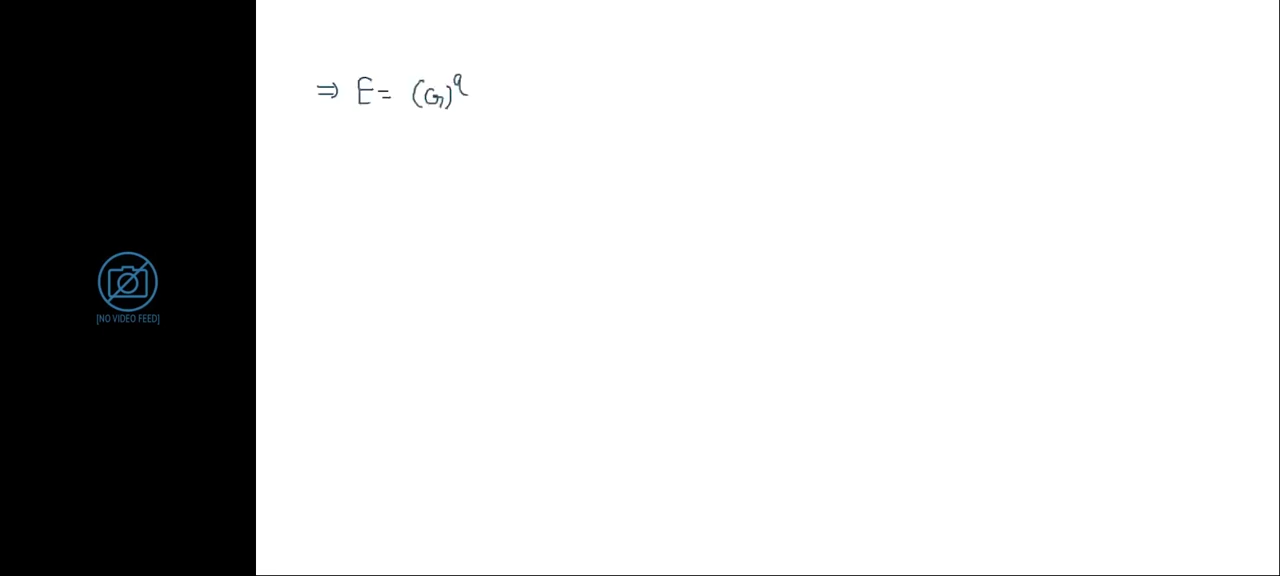 ⇒ E = (G)^a
[NO VIDEO FEED]